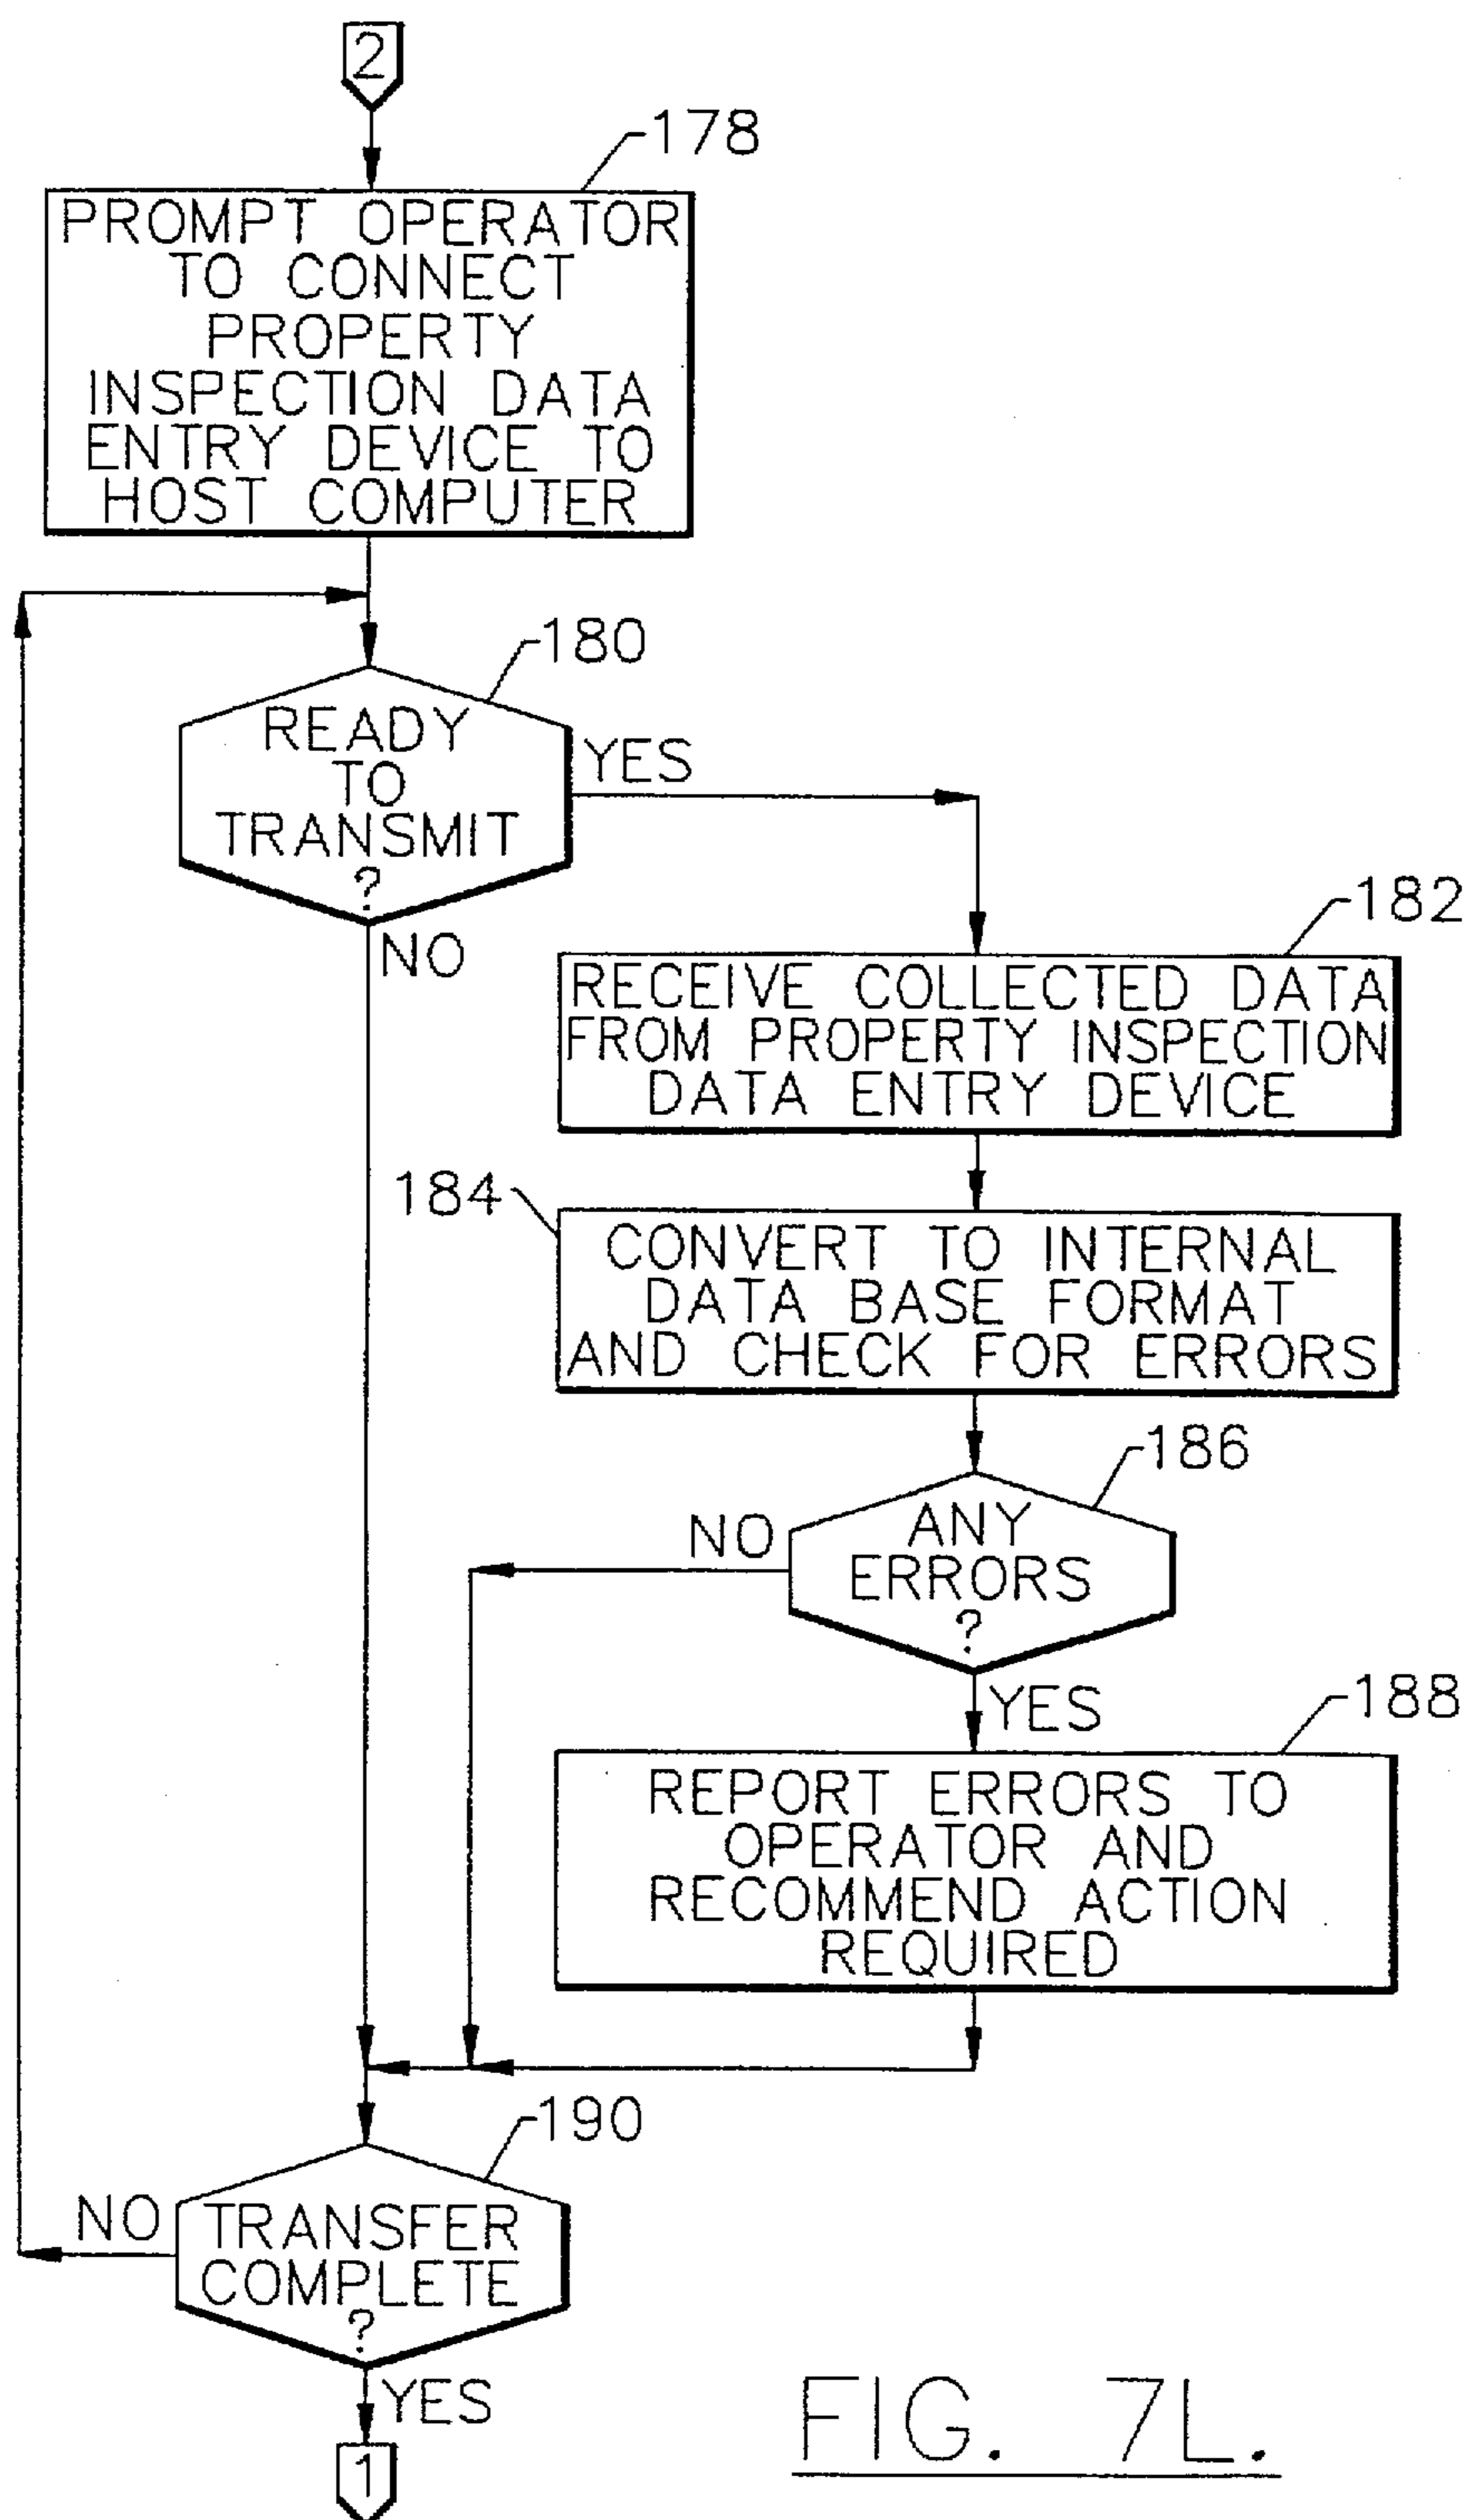 2
178
PROMPT OPERATOR
TO CONNECT
PROPERTY
INSPECTION DATA
ENTRY DEVICE TO
HOST COMPUTER
180
READY
TO
TRANSMIT
?
YES
NO
182
RECEIVE COLLECTED DATA
FROM PROPERTY INSPECTION
DATA ENTRY DEVICE
184
CONVERT TO INTERNAL
DATA BASE FORMAT
AND CHECK FOR ERRORS
186
ANY
ERRORS
?
NO
YES
188
REPORT ERRORS TO
OPERATOR AND
RECOMMEND ACTION
REQUIRED
190
TRANSFER
COMPLETE
?
NO
YES
1
FIG. 7L.